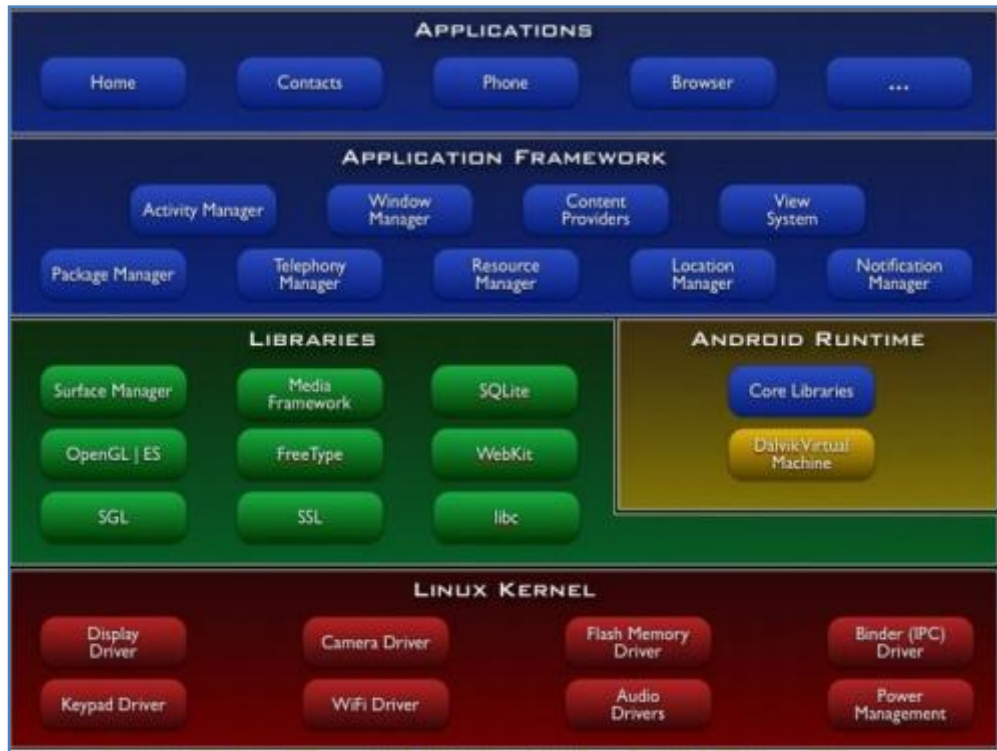 APPLICATIONS
Home
Contacts
Phone
Browser
...
APPLICATION FRAMEWORK
Activity Manager
Window
Manager
Content
Providers
View
System
Package Manager
Telephony
Manager
Resource
Manager
Location
Manager
Notification
Manager
LIBRARIES
Surface Manager
Media
Framework
SQLite
OpenGL | ES
FreeType
WebKit
SGL
SSL
libc
ANDROID RUNTIME
Core Libraries
Dalvik Virtual
Machine
LINUX KERNEL
Display
Driver
Camera Driver
Flash Memory
Driver
Binder (IPC)
Driver
Keypad Driver
WiFi Driver
Audio
Drivers
Power
Management